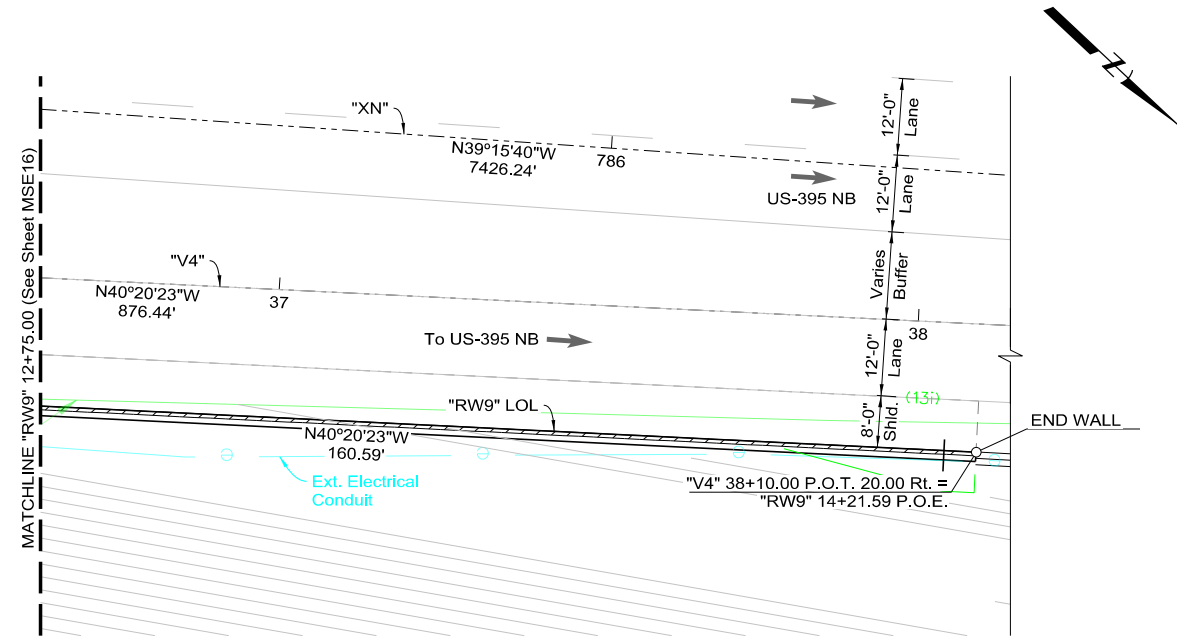 N
12'-0"
Lane
"XN"
N39°15'40"W
7426.24'
786
12'-0"
Lane
US-395 NB
MATCHLINE "RW9" 12+75.00 (See Sheet MSE16)
"V4"
N40°20'23"W
876.44'
37
Varies
Buffer
38
To US-395 NB
12'-0"
Lane
(13i)
"RW9" LOL
8'-0"
Shld.
END WALL
N40°20'23"W
160.59'
Ext. Electrical
Conduit
"V4" 38+10.00 P.O.T. 20.00 Rt. =
"RW9" 14+21.59 P.O.E.